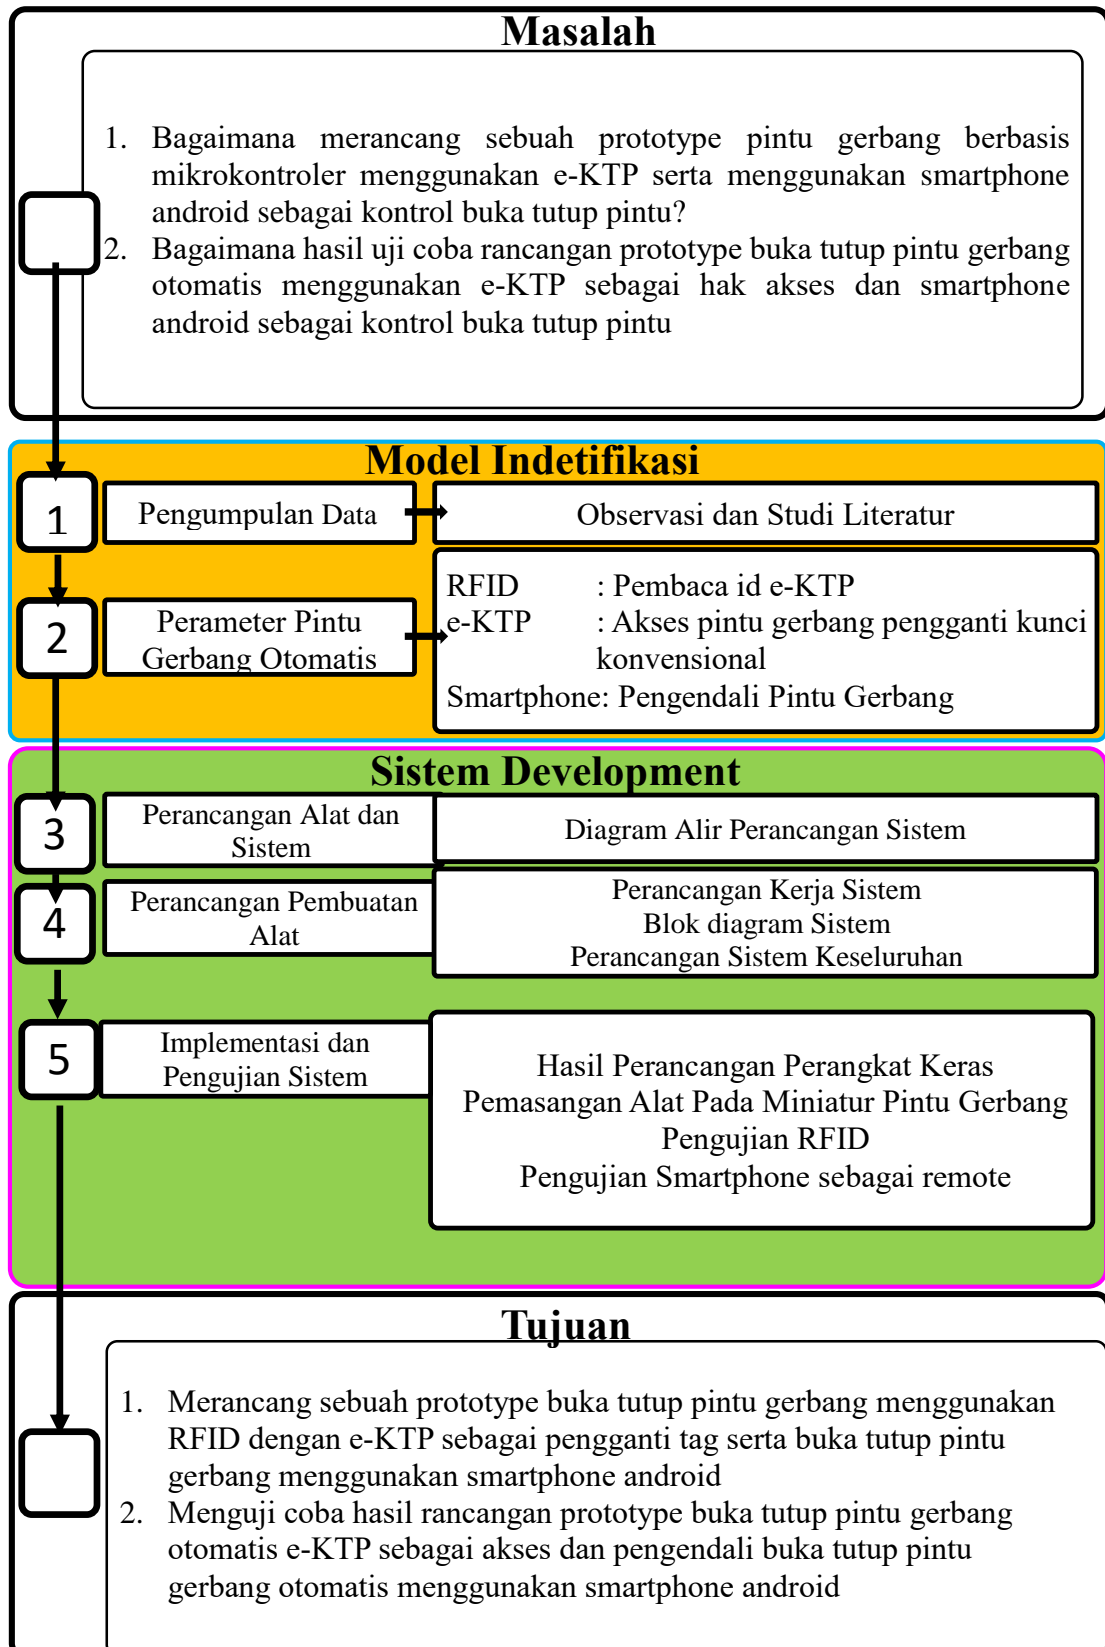 Masalah
1. Bagaimana merancang sebuah prototype pintu gerbang berbasis
mikrokontroler menggunakan e-KTP serta menggunakan smartphone
android sebagai kontrol buka tutup pintu?
2. Bagaimana hasil uji coba rancangan prototype buka tutup pintu gerbang
otomatis menggunakan e-KTP sebagai hak akses dan smartphone
android sebagai kontrol buka tutup pintu
Model Indetifikasi
1
Pengumpulan Data
Observasi dan Studi Literatur
2
Perameter Pintu
Gerbang Otomatis
RFID : Pembaca id e-KTP
e-KTP : Akses pintu gerbang pengganti kunci
konvensional
Smartphone: Pengendali Pintu Gerbang
Sistem Development
3
Perancangan Alat dan
Sistem
Diagram Alir Perancangan Sistem
4
Perancangan Pembuatan
Alat
Perancangan Kerja Sistem
Blok diagram Sistem
Perancangan Sistem Keseluruhan
5
Implementasi dan
Pengujian Sistem
Hasil Perancangan Perangkat Keras
Pemasangan Alat Pada Miniatur Pintu Gerbang
Pengujian RFID
Pengujian Smartphone sebagai remote
Tujuan
1. Merancang sebuah prototype buka tutup pintu gerbang menggunakan
RFID dengan e-KTP sebagai pengganti tag serta buka tutup pintu
gerbang menggunakan smartphone android
2. Menguji coba hasil rancangan prototype buka tutup pintu gerbang
otomatis e-KTP sebagai akses dan pengendali buka tutup pintu
gerbang otomatis menggunakan smartphone android